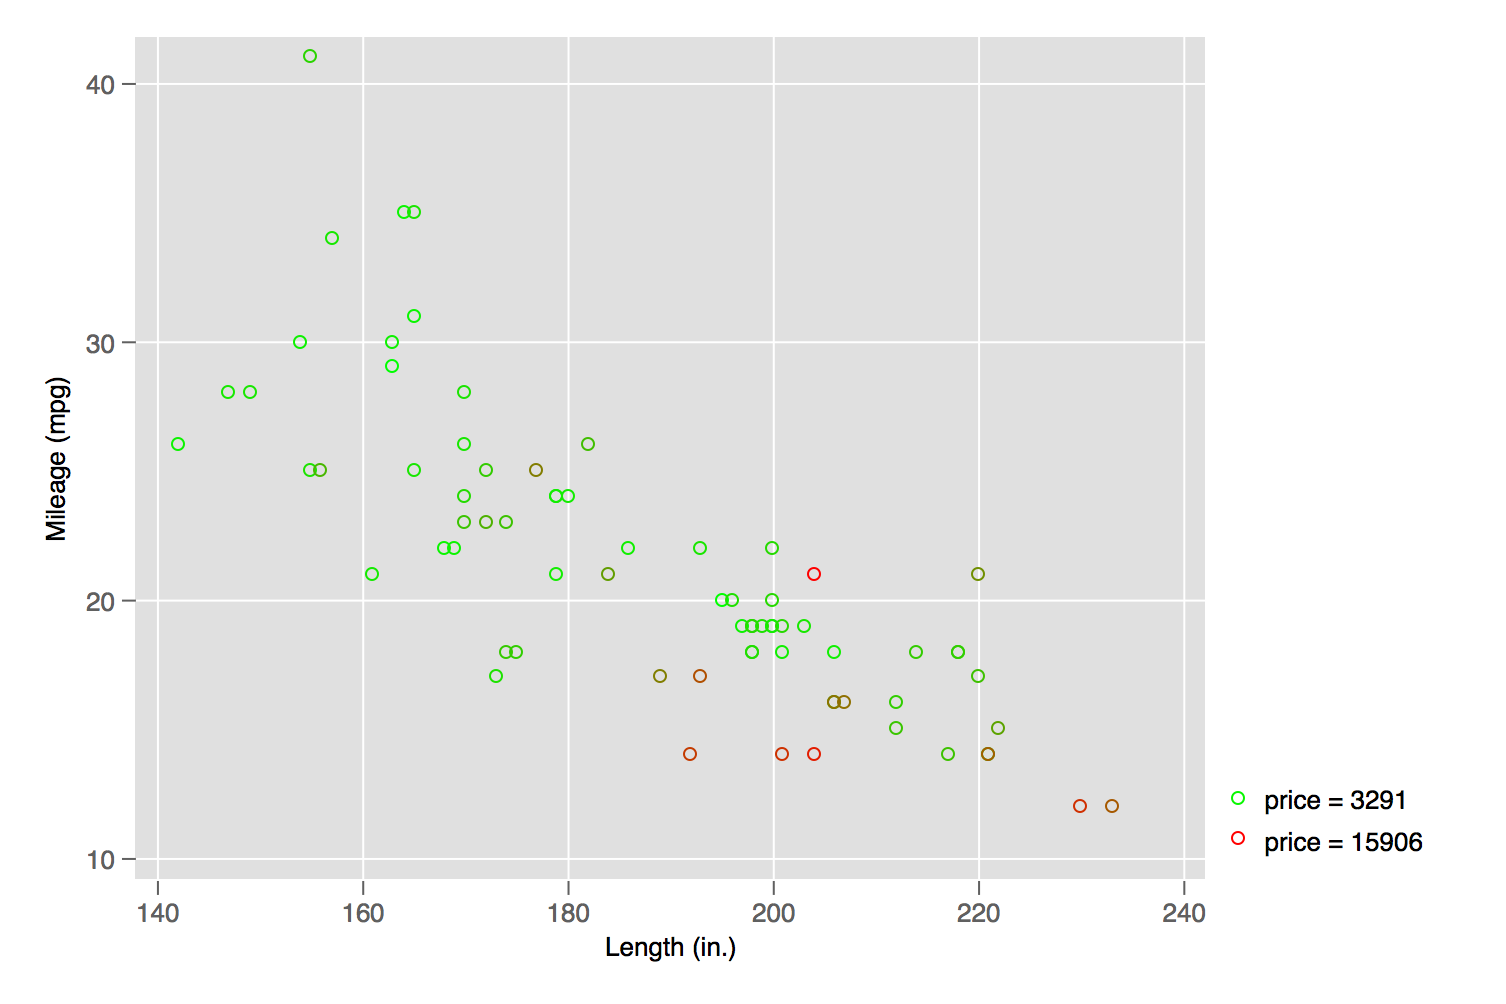 40
30
20
10
Mileage (mpg)
140 160 180 200 220 240
Length (in.)
price = 3291
price = 15906